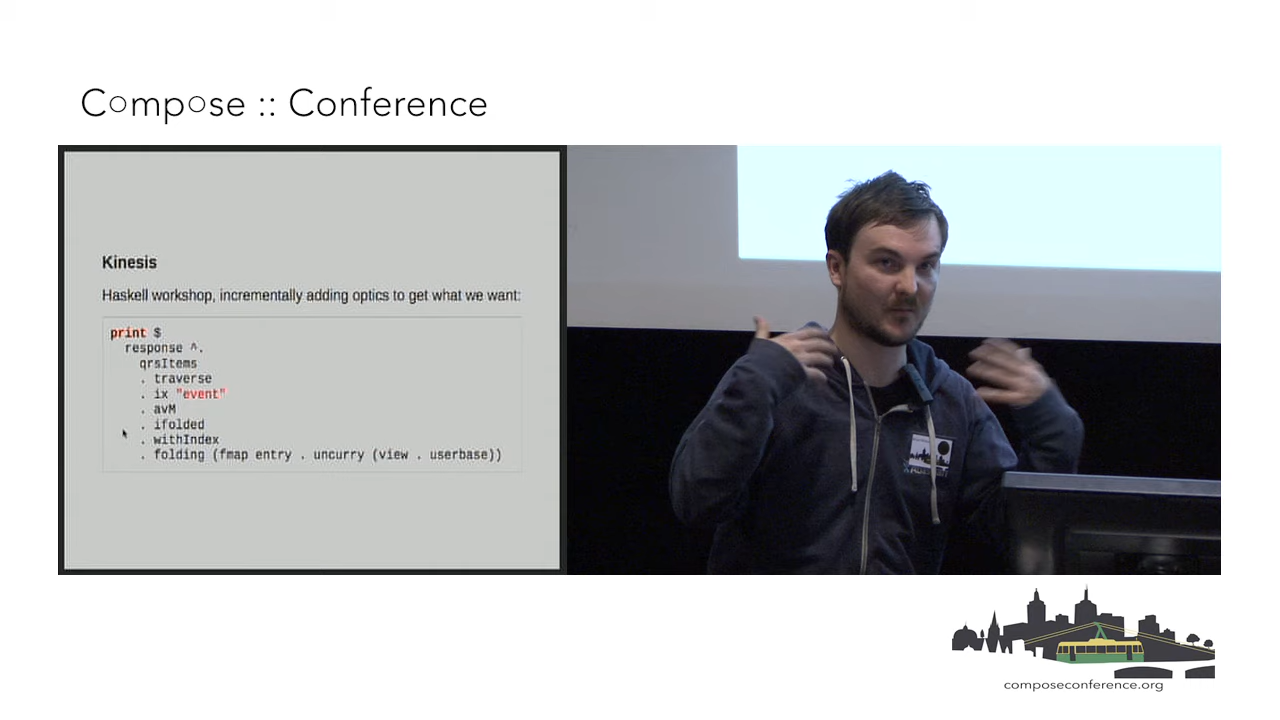 Compose :: Conference
Kinesis
Haskell workshop, incrementally adding optics to get what we want:
print $
response ^.
qrsItems
. traverse
. ix "event"
. avM
. ifolded
. withIndex
. folding (fmap entry . uncurry (view . userbase))
composeconference.org